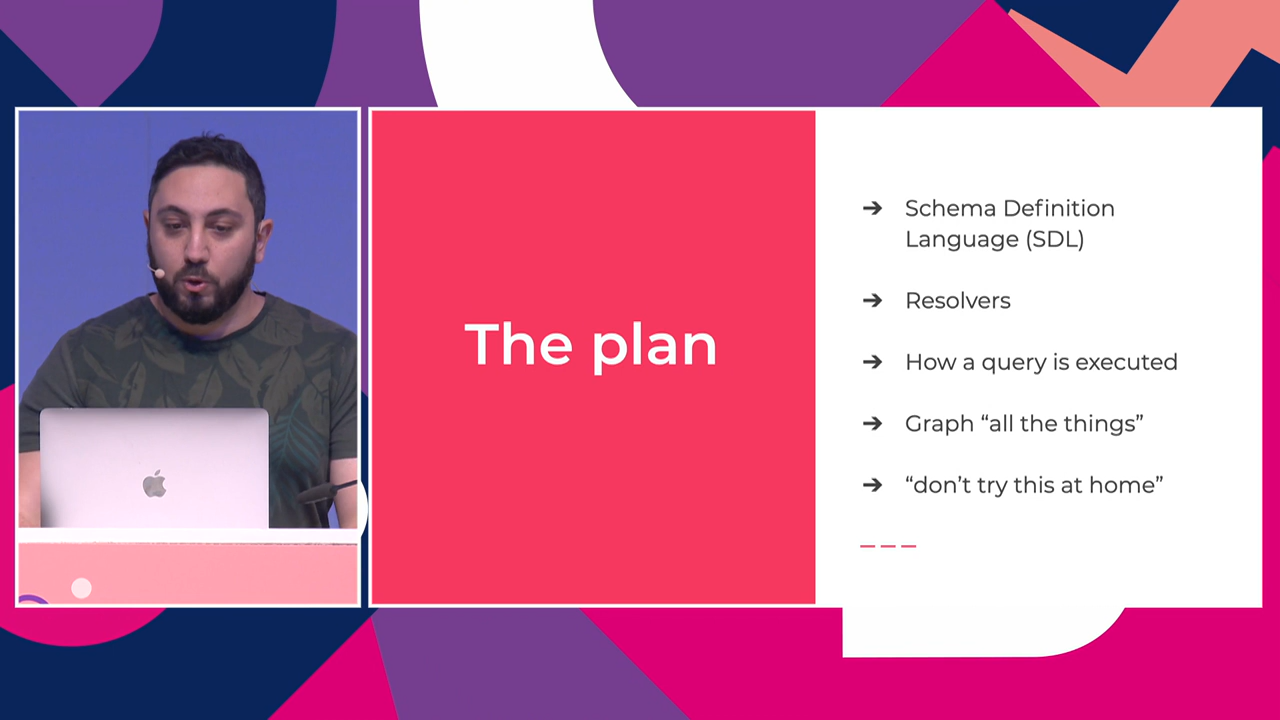 The plan
➔ Schema Definition
Language (SDL)
➔ Resolvers
➔ How a query is executed
➔ Graph “all the things”
➔ “don’t try this at home”